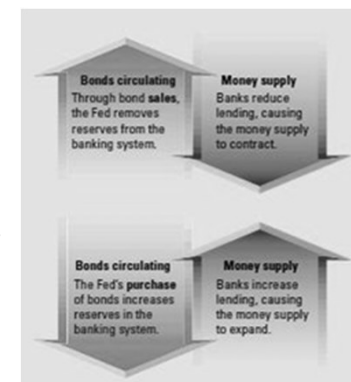 Bonds circulating
Through bond sales,
the Fed removes
reserves from the
banking system.
Money supply
Banks reduce
lending, causing
the money supply
to contract.
Bonds circulating
The Fed's purchase
of bonds increases
reserves in the
banking system.
Money supply
Banks increase
lending, causing
the money supply
to expand.